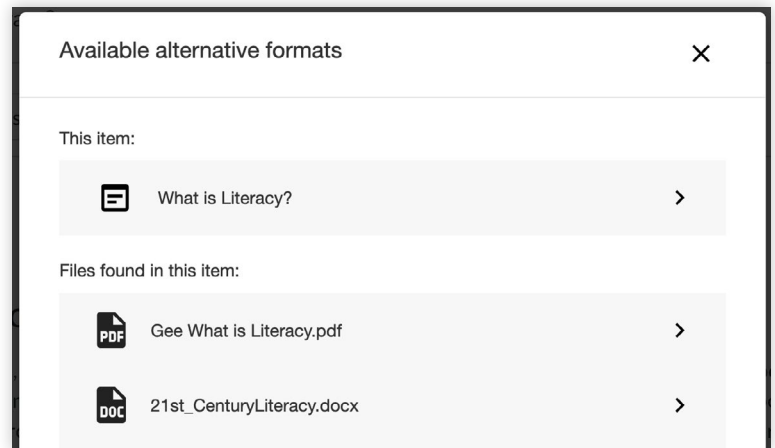 Available alternative formats
This item:
What is Literacy?
Files found in this item:
PDF Gee What is Literacy.pdf
DOC 21st_CenturyLiteracy.docx